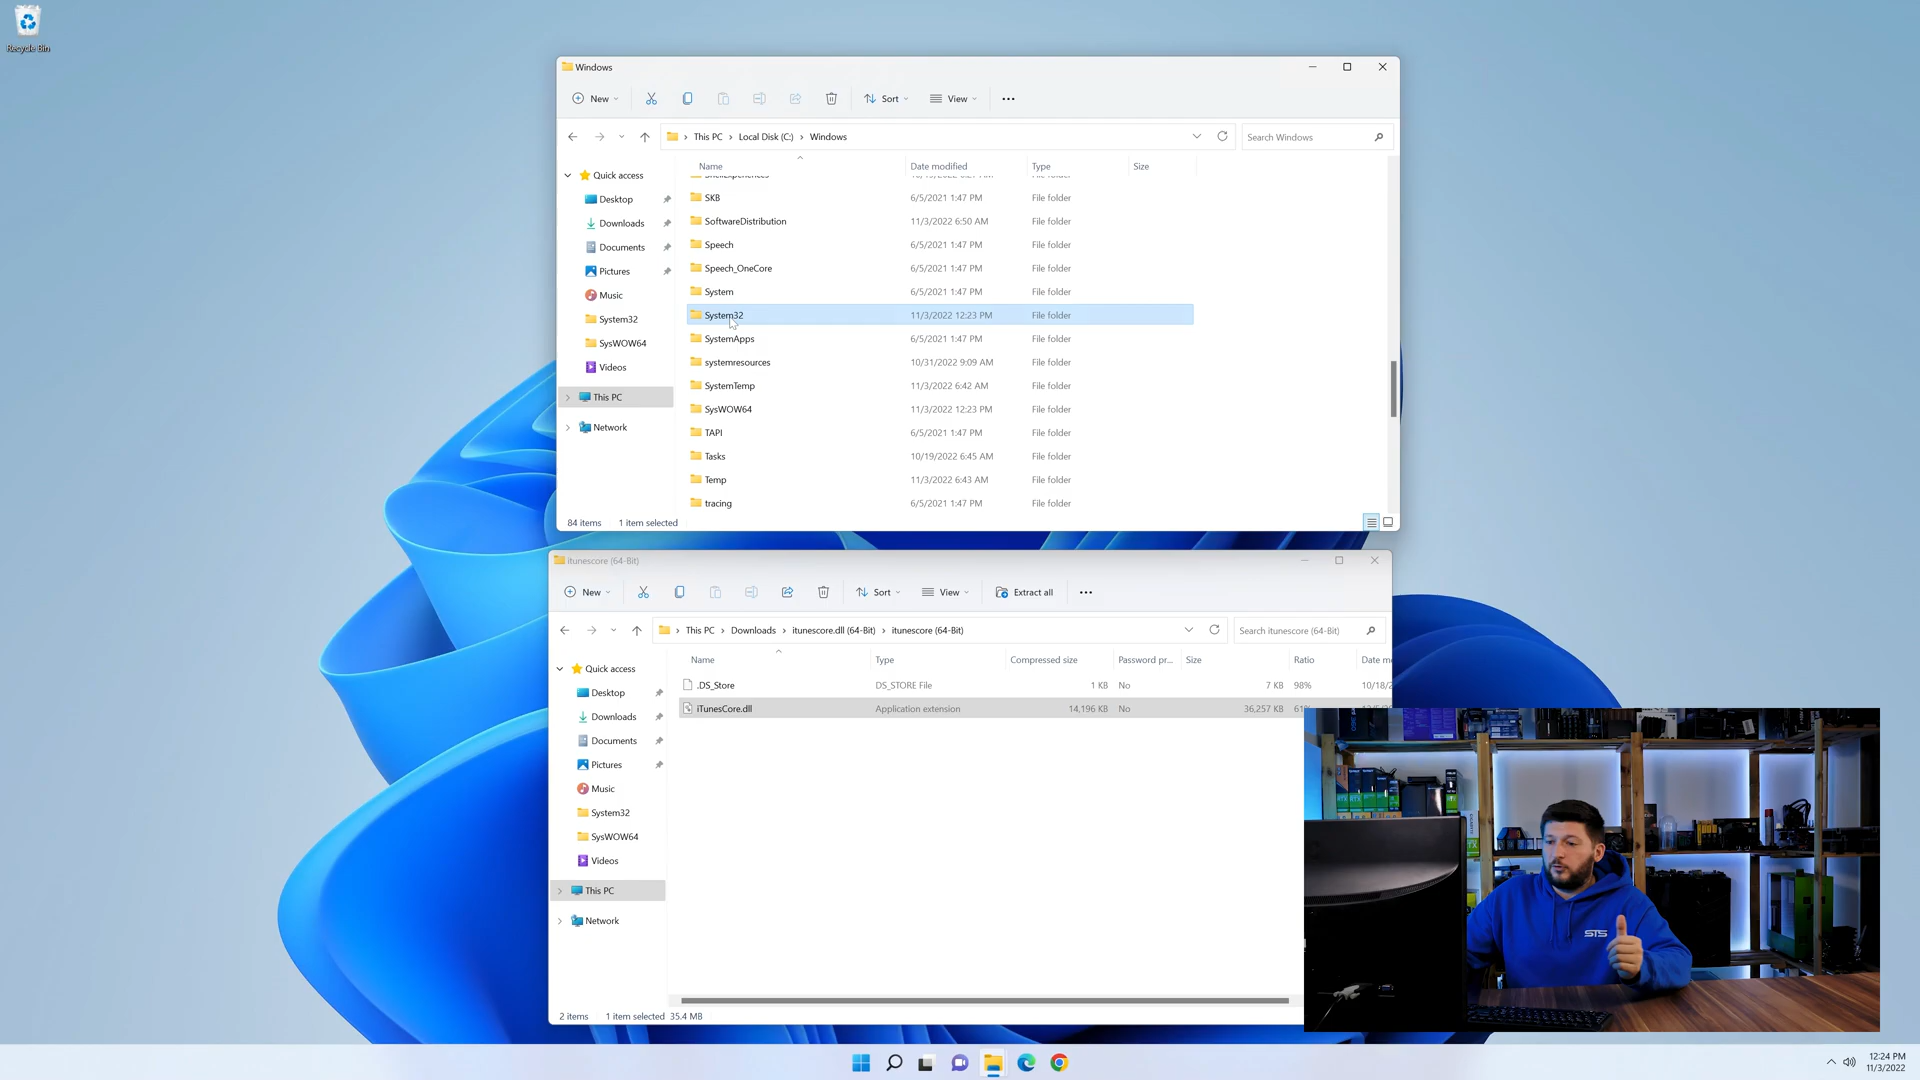 Recycle Bin
Windows
New
Sort
View
This PC > Local Disk (C:) > Windows
Search Windows
Name Date modified Type Size
SKB 6/5/2021 1:47 PM File folder
SoftwareDistribution 11/3/2022 6:50 AM File folder
Speech 6/5/2021 1:47 PM File folder
Speech_OneCore 6/5/2021 1:47 PM File folder
System 6/5/2021 1:47 PM File folder
System32 11/3/2022 12:23 PM File folder
SystemApps 6/5/2021 1:47 PM File folder
systemresources 10/31/2022 9:09 AM File folder
SystemTemp 11/3/2022 6:42 AM File folder
SysWOW64 11/3/2022 12:23 PM File folder
TAPI 6/5/2021 1:47 PM File folder
Tasks 10/19/2022 6:45 AM File folder
Temp 11/3/2022 6:43 AM File folder
tracing 6/5/2021 1:47 PM File folder
Quick access
Desktop
Downloads
Documents
Pictures
Music
System32
SysWOW64
Videos
This PC
Network
84 items 1 item selected
itunescore (64-Bit)
New
Sort
View
Extract all
This PC > Downloads > itunescore.dll (64-Bit) > itunescore (64-Bit)
Search itunescore (64-Bit)
Name Type Compressed size Password pr... Size Ratio Date m
.DS_Store DS_STORE File 1 KB No 7 KB 98% 10/18/2
iTunesCore.dll Application extension 14,196 KB No 36,257 KB 61%
Quick access
Desktop
Downloads
Documents
Pictures
Music
System32
SysWOW64
Videos
This PC
Network
2 items 1 item selected 35.4 MB
STS
12:24 PM
11/3/2022